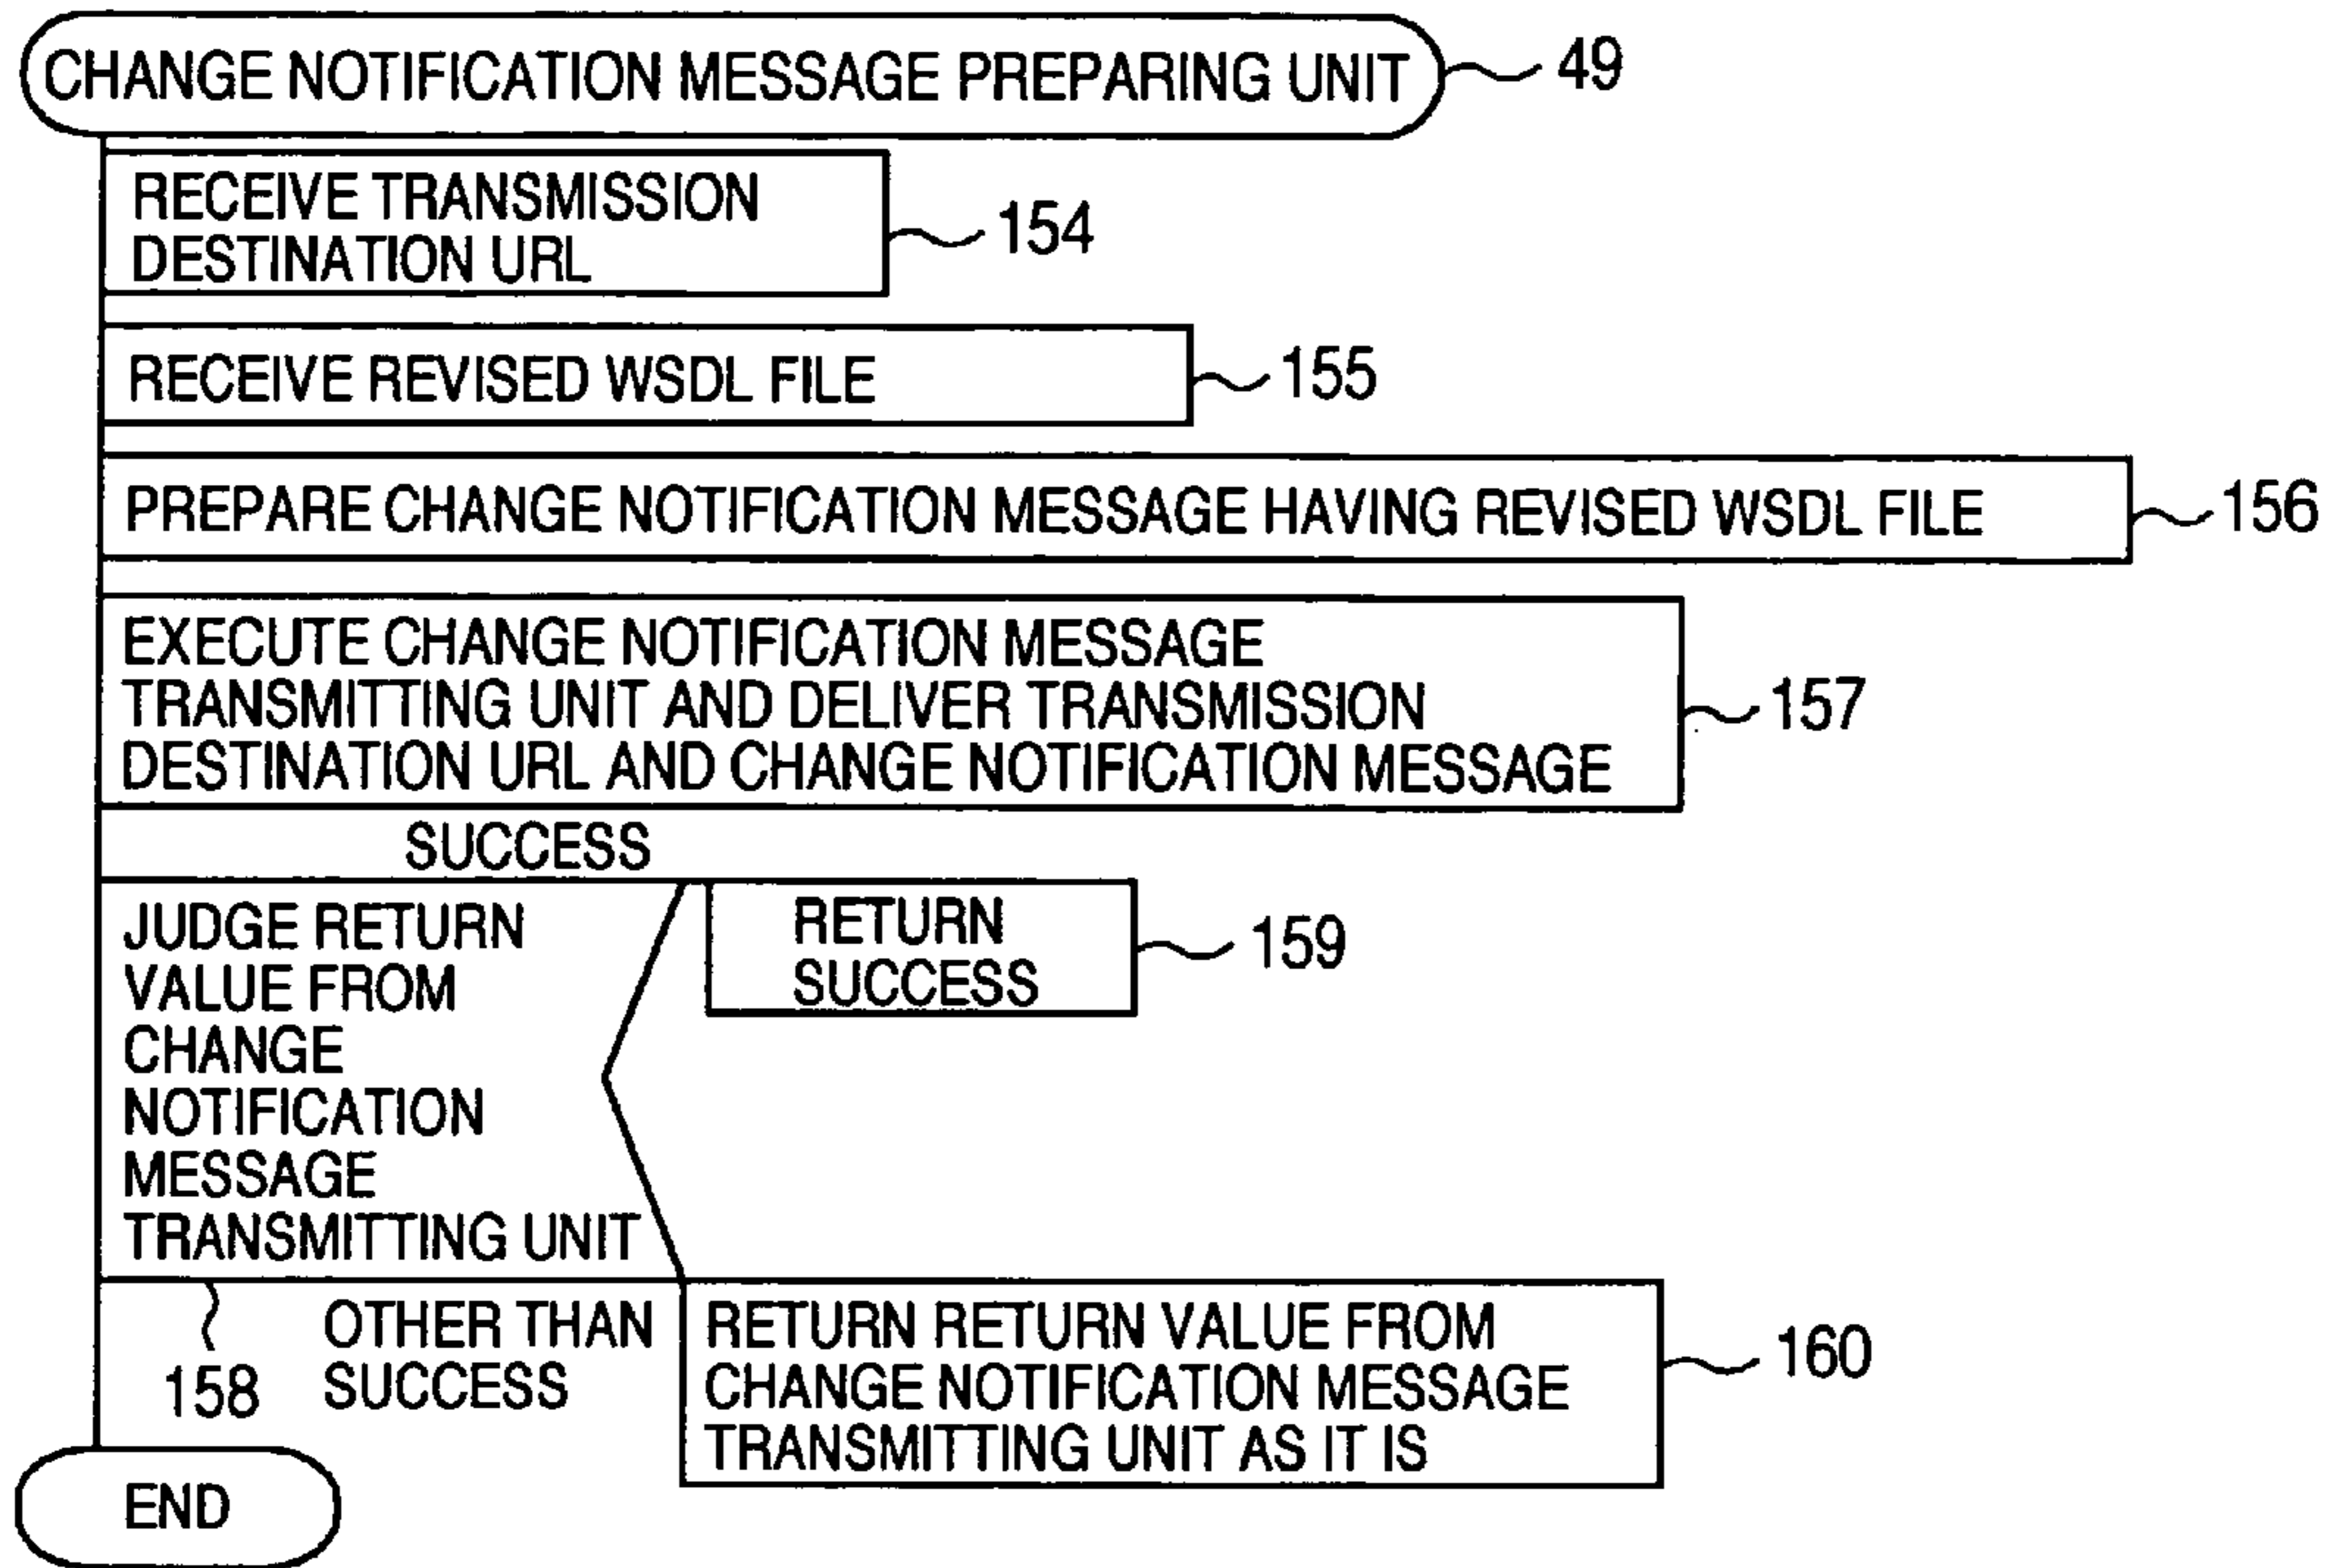 CHANGE NOTIFICATION MESSAGE PREPARING UNIT
49
RECEIVE TRANSMISSION
DESTINATION URL
154
RECEIVE REVISED WSDL FILE
155
PREPARE CHANGE NOTIFICATION MESSAGE HAVING REVISED WSDL FILE
156
EXECUTE CHANGE NOTIFICATION MESSAGE
TRANSMITTING UNIT AND DELIVER TRANSMISSION
DESTINATION URL AND CHANGE NOTIFICATION MESSAGE
157
SUCCESS
JUDGE RETURN
VALUE FROM
CHANGE
NOTIFICATION
MESSAGE
TRANSMITTING UNIT
RETURN
SUCCESS
159
158
OTHER THAN
SUCCESS
RETURN RETURN VALUE FROM
CHANGE NOTIFICATION MESSAGE
TRANSMITTING UNIT AS IT IS
160
END